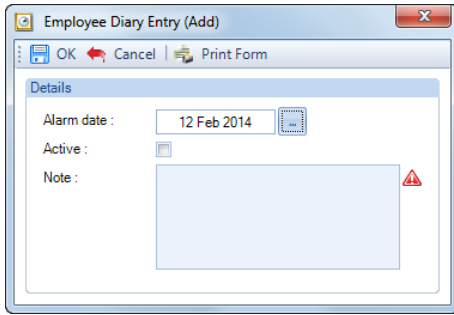 Employee Diary Entry (Add)
OK Cancel Print Form
Details
Alarm date : 12 Feb 2014 ...
Active :
Note :